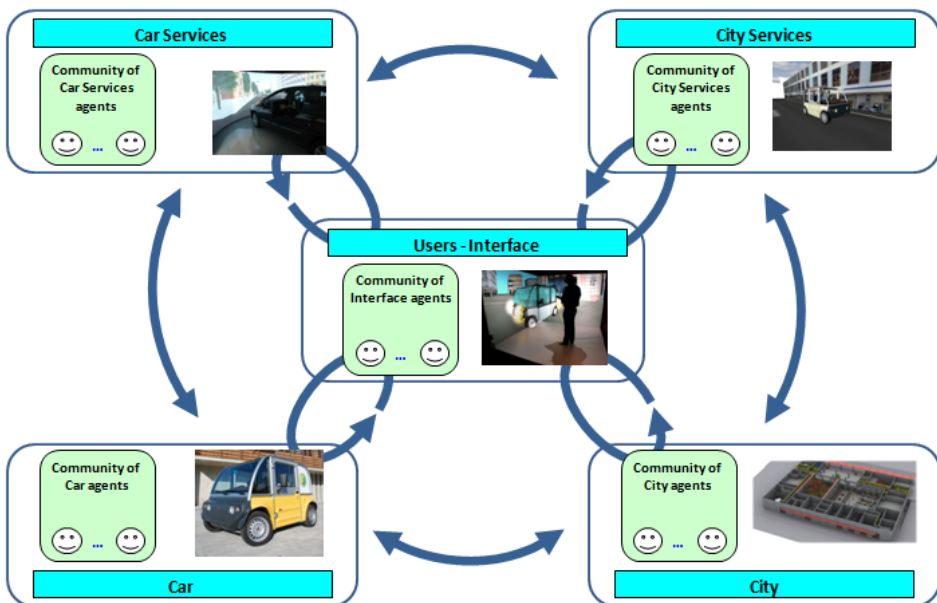 Car Services
Community of
Car Services
agents
...
City Services
Community of
City Services
agents
...
Users - Interface
Community of
Interface agents
...
Community of
Car agents
...
Car
Community of
City agents
...
City